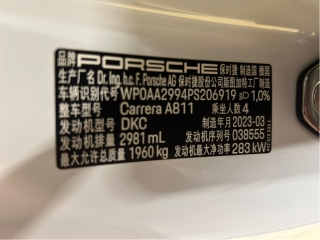 品牌 PORSCHE 保时捷 制造国 德国
生产厂名 Dr. Ing. h.c. F. Porsche AG 保时捷股份公司斯图加特工厂制造
车辆识别代号 WP0AA2994PS206919 1,0%
整车型号 Carrera A811 乘坐人数 4
发动机型号 DKC 制造年月 2023-03
发动机排量 2981 mL 发动机序列号 038555
最大允许总质量 1960 kg 发动机最大净功率 283 kW